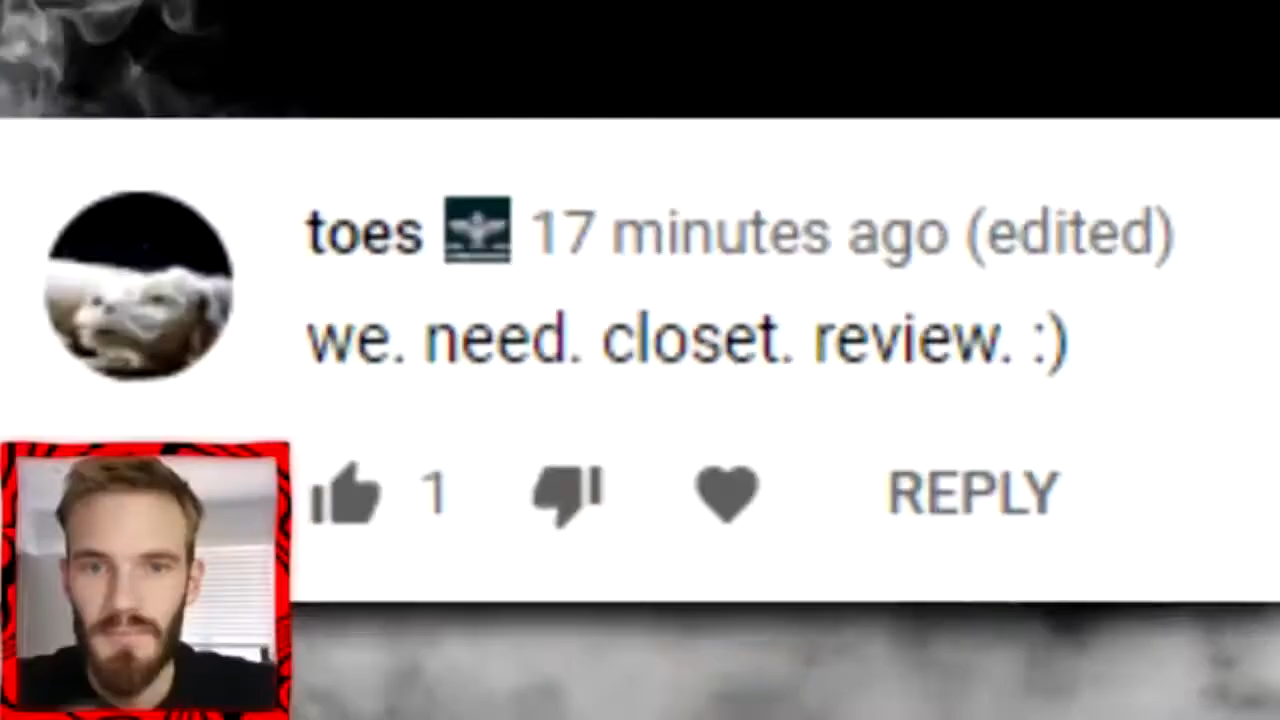 toes 17 minutes ago (edited)
we. need. closet. review. :)
1 REPLY